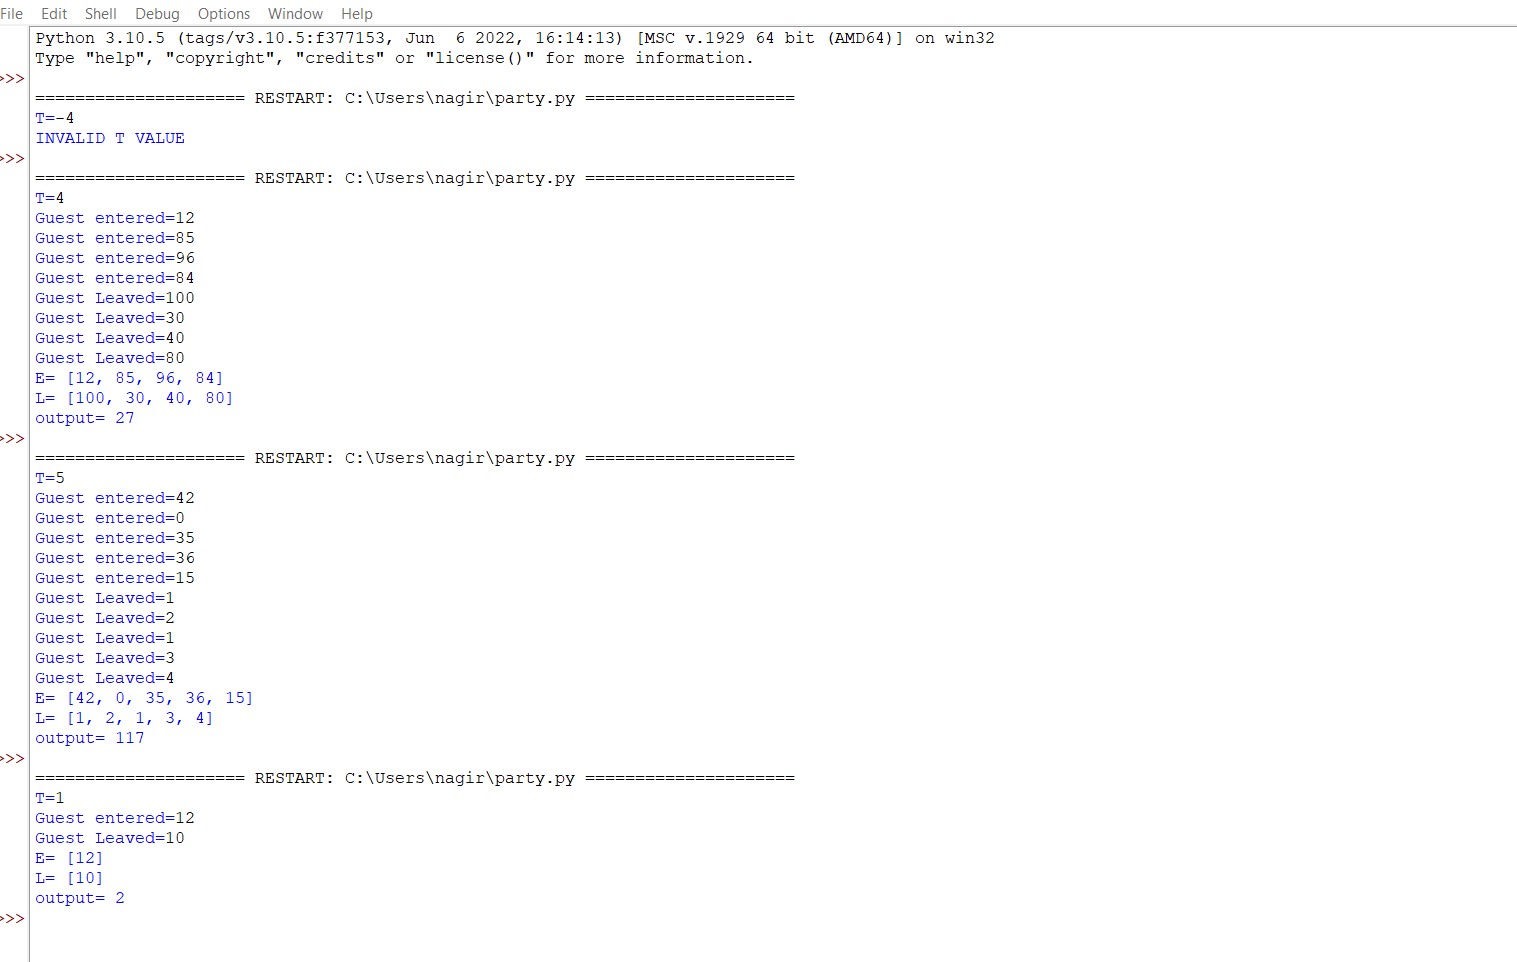 File Edit Shell Debug Options Window Help
Python 3.10.5 (tags/v3.10.5:f377153, Jun  6 2022, 16:14:13) [MSC v.1929 64 bit (AMD64)] on win32
Type "help", "copyright", "credits" or "license()" for more information.
>>>
===================== RESTART: C:\Users\nagir\party.py =====================
T=-4
INVALID T VALUE
>>>
===================== RESTART: C:\Users\nagir\party.py =====================
T=4
Guest entered=12
Guest entered=85
Guest entered=96
Guest entered=84
Guest Leaved=100
Guest Leaved=30
Guest Leaved=40
Guest Leaved=80
E= [12, 85, 96, 84]
L= [100, 30, 40, 80]
output= 27
>>>
===================== RESTART: C:\Users\nagir\party.py =====================
T=5
Guest entered=42
Guest entered=0
Guest entered=35
Guest entered=36
Guest entered=15
Guest Leaved=1
Guest Leaved=2
Guest Leaved=1
Guest Leaved=3
Guest Leaved=4
E= [42, 0, 35, 36, 15]
L= [1, 2, 1, 3, 4]
output= 117
>>>
===================== RESTART: C:\Users\nagir\party.py =====================
T=1
Guest entered=12
Guest Leaved=10
E= [12]
L= [10]
output= 2
>>>